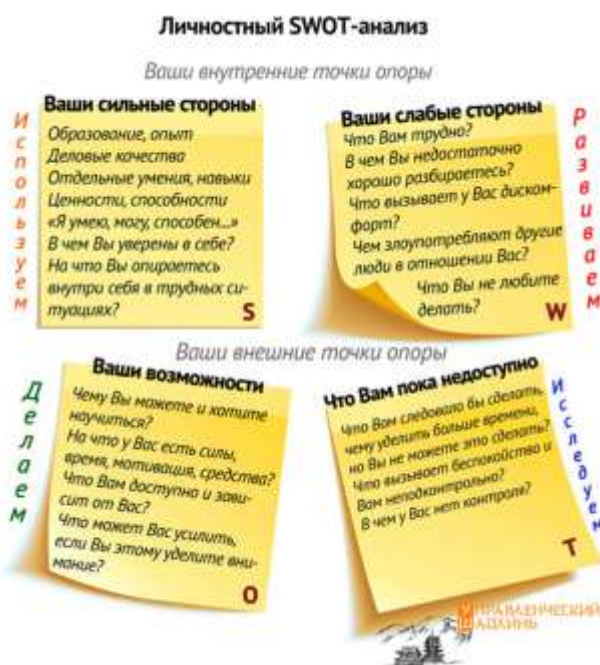 Личностный SWOT-анализ
Ваши внутренние точки опоры
Используем
Ваши сильные стороны
Образование, опыт
Деловые качества
Отдельные умения, навыки
Ценности, способности
«Я умею, могу, способен...»
В чем Вы уверены в себе?
На что Вы опираетесь
внутри себя в трудных си-
туациях?
S
Ваши слабые стороны
Что Вам трудно?
В чем Вы недостаточно
хорошо разбираетесь?
Что вызывает у Вас диском-
форт?
Чем злоупотребляют другие
люди в отношении Вас?
Что Вы не любите
делать?
W
Развиваем
Ваши внешние точки опоры
Делаем
Ваши возможности
Чему Вы можете и хотите
научиться?
На что у Вас есть силы,
время, мотивация, средства?
Что Вам доступно и зави-
сит от Вас?
Что может Вас усилить,
если Вы этому уделите вни-
мание?
O
Что Вам пока недоступно
Что Вам следовало бы сделать,
чему уделить больше времени,
но Вы не можете это сделать?
Что вызывает беспокойство и
Вам неподконтрольно?
В чем у Вас нет контроля?
T
Исследуем
УПРАВЛЕНЧЕСКИЙ
ШАОЛИНЬ